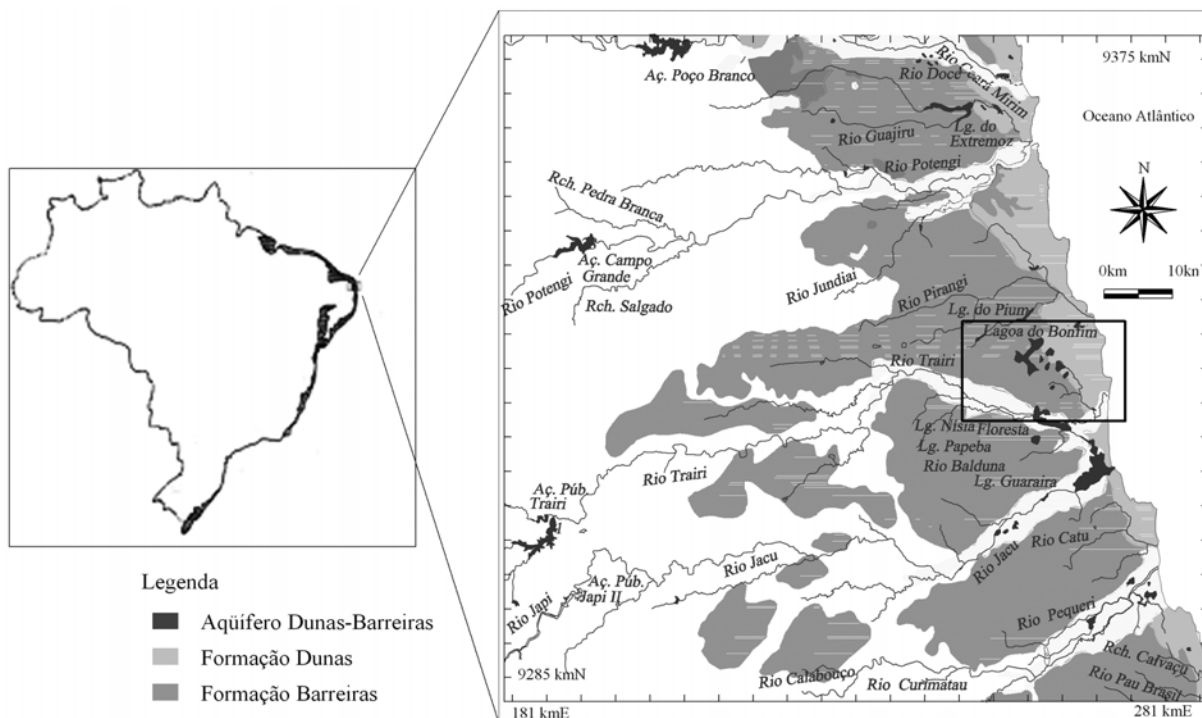 9375 kmN
Aç. Poço Branco
Rio Doce
Rio Ceará Mirim
Oceano Atlântico
Rio Guajiru
Lg. do
Extremoz
Rio Potengi
N
Rch. Pedra Branca
Aç. Campo
Grande
Rio Potengi
Rch. Salgado
Rio Jundiai
Rio Pirangi
0km
Lg. do Pium
Lagoa do Bonfim
Rio Trairi
Lg. Nísia Floresta
Lg. Papeba
Rio Balduna
Lg. Guaraira
Rio Trairi
Aç. Púb.
Trairi
Rio Catu
Rio Jacu
Rio Jacu
Aç. Púb.
Japi II
Rio Japi
Rio Pequeri
Rio Calabouço
Rio Curimatau
Rch. Calvaçu
Rio Pau Brasil
9285 kmN
181 kmE
281 kmE
Legenda
Aqüífero Dunas-Barreiras
Formação Dunas
Formação Barreiras